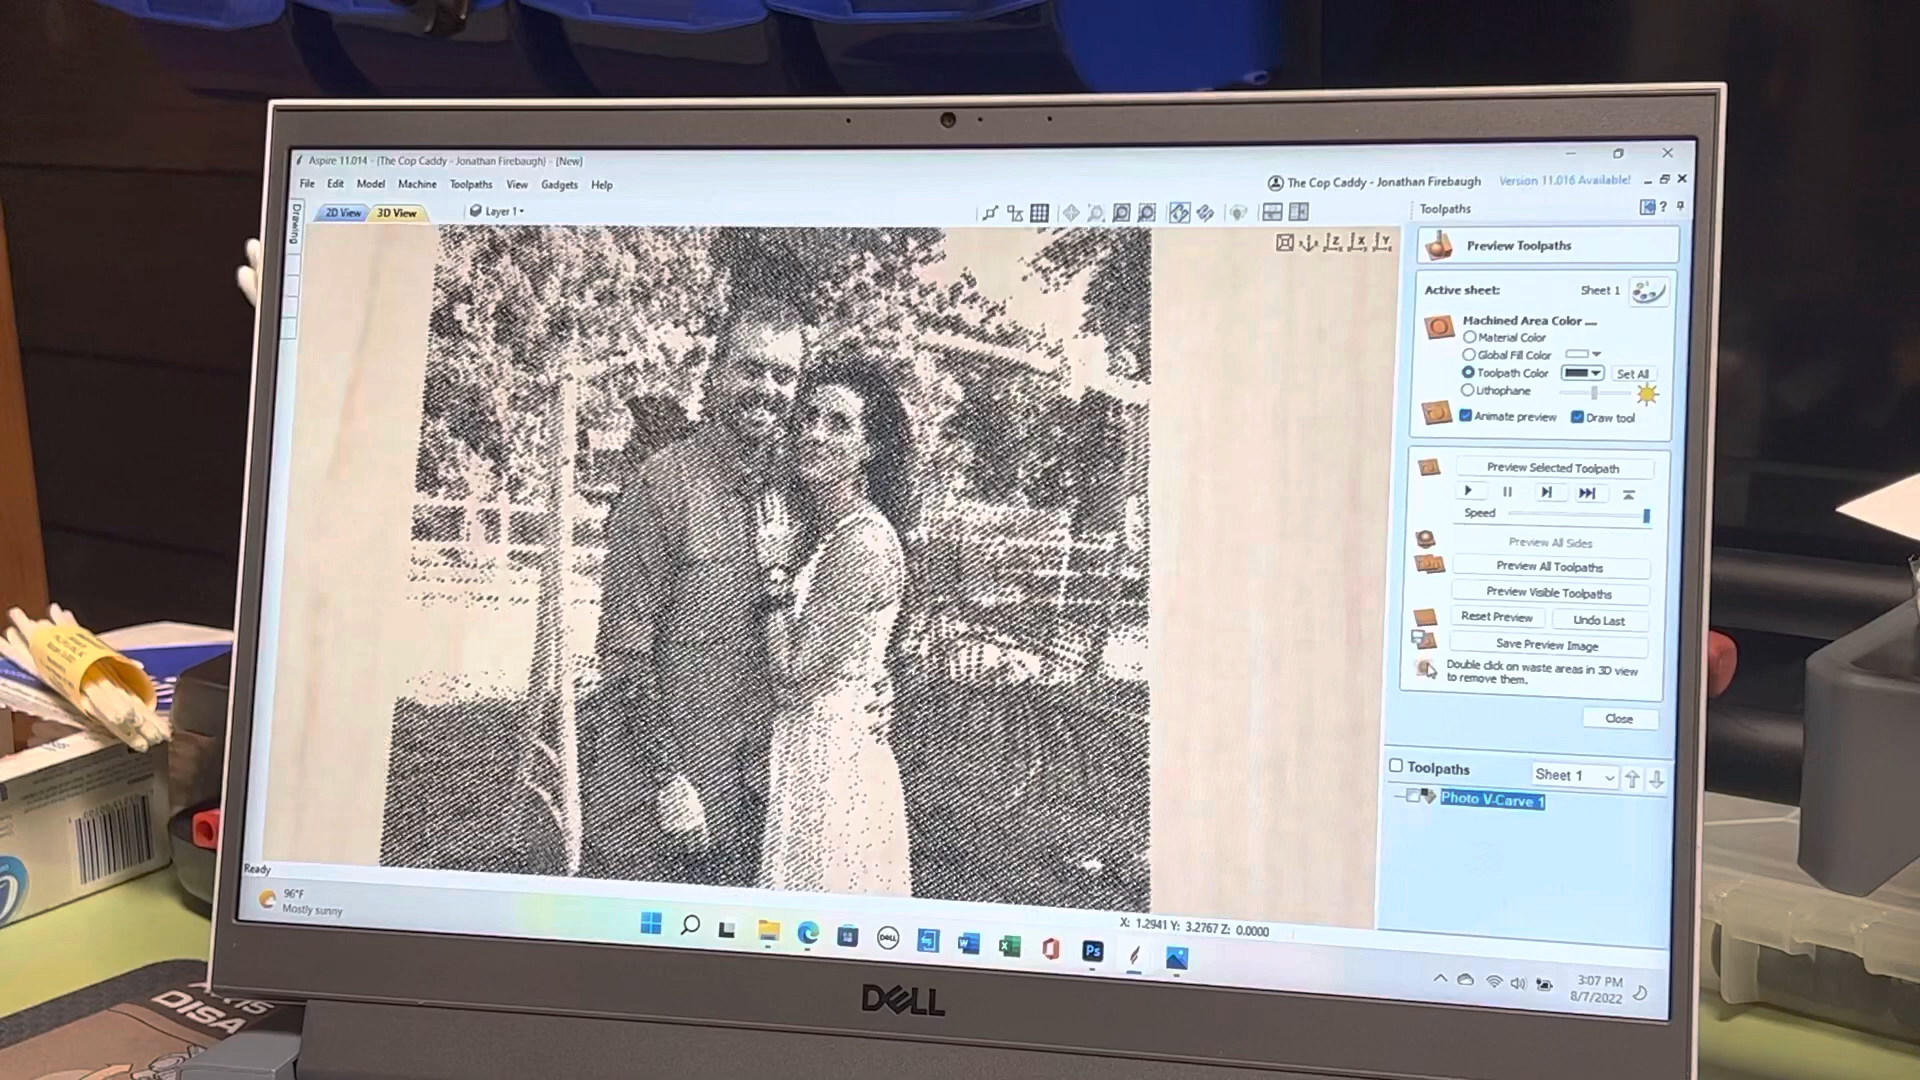 Aspire 11.014 - (The Cop Caddy - Jonathan Firebaugh) - [New]
File Edit Model Machine Toolpaths View Gadgets Help
The Cop Caddy - Jonathan Firebaugh Version 11.016 Available!
Drawing
2D View 3D View Layer 1
Toolpaths
Preview Toolpaths
Active sheet: Sheet 1
Machined Area Color ....
Material Color
Global Fill Color
Toolpath Color Set All
Lithophane
Animate preview Draw tool
Preview Selected Toolpath
Speed
Preview All Sides
Preview All Toolpaths
Preview Visible Toolpaths
Reset Preview Undo Last
Save Preview Image
Double click on waste areas in 3D view
to remove them.
Close
Toolpaths Sheet 1
Photo V-Carve 1
Ready
X: 1.2941 Y: 3.2767 Z: 0.0000
96°F
Mostly sunny
3:07 PM
8/7/2022
DELL
DISA